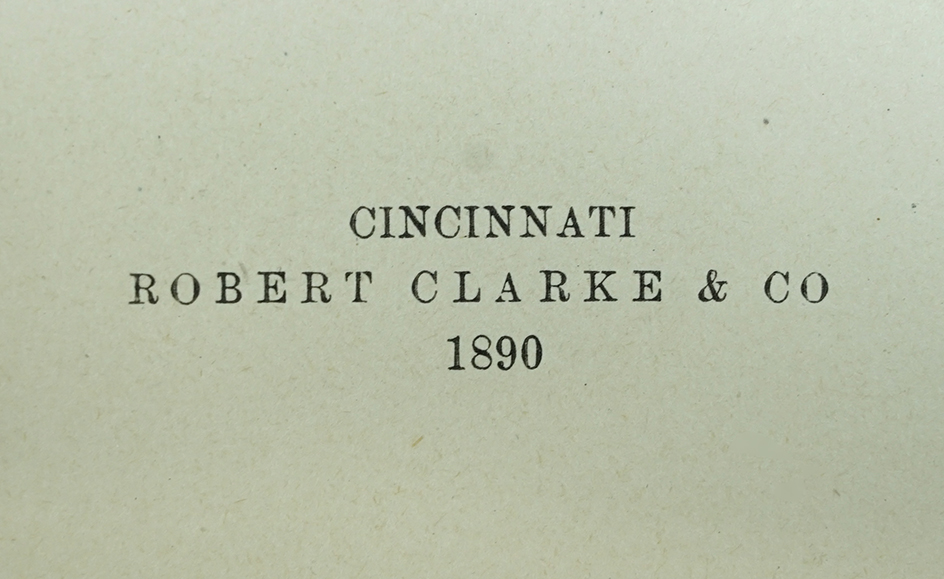 CINCINNATI
ROBERT CLARKE & CO
1890